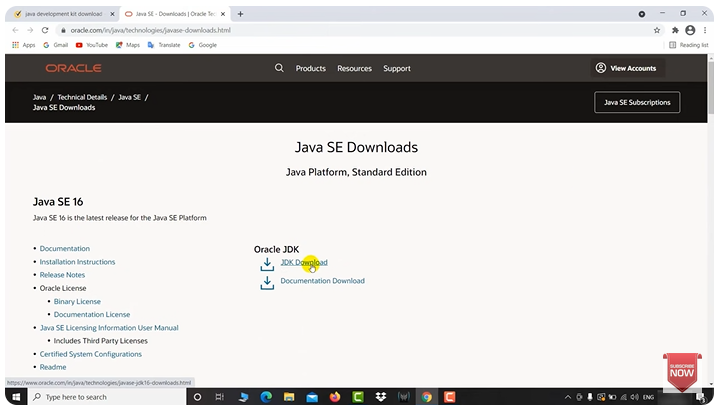 java development kit download
Java SE - Downloads | Oracle Tec
oracle.com/in/java/technologies/javase-downloads.html
Apps
Gmail
YouTube
Maps
Translate
Google
Reading list
ORACLE
Products
Resources
Support
View Accounts
Java / Technical Details / Java SE /
Java SE Downloads
Java SE Subscriptions
Java SE Downloads
Java Platform, Standard Edition
Java SE 16
Java SE 16 is the latest release for the Java SE Platform
Documentation
Installation Instructions
Release Notes
Oracle License
Binary License
Documentation License
Java SE Licensing Information User Manual
Includes Third Party Licenses
Certified System Configurations
Readme
Oracle JDK
JDK Download
Documentation Download
SUBSCRIBE
NOW
https://www.oracle.com/in/java/technologies/javase-jdk16-downloads.html
Type here to search
ENG